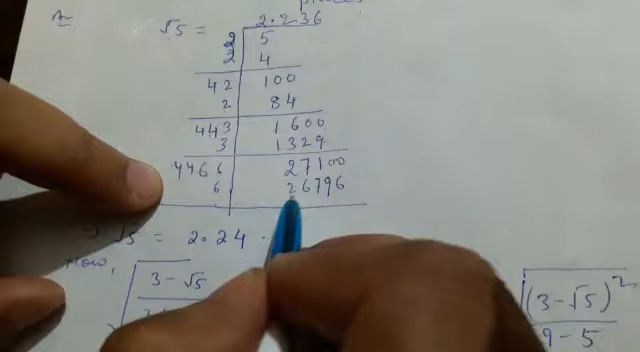 places
2.236
√5 = 2 5
2 4
42 100
2 84
443 1600
3 1329
4466 27100
6 26796
√5 = 2.24
Now,
3 - √5
(3 - √5)²
9 - 5